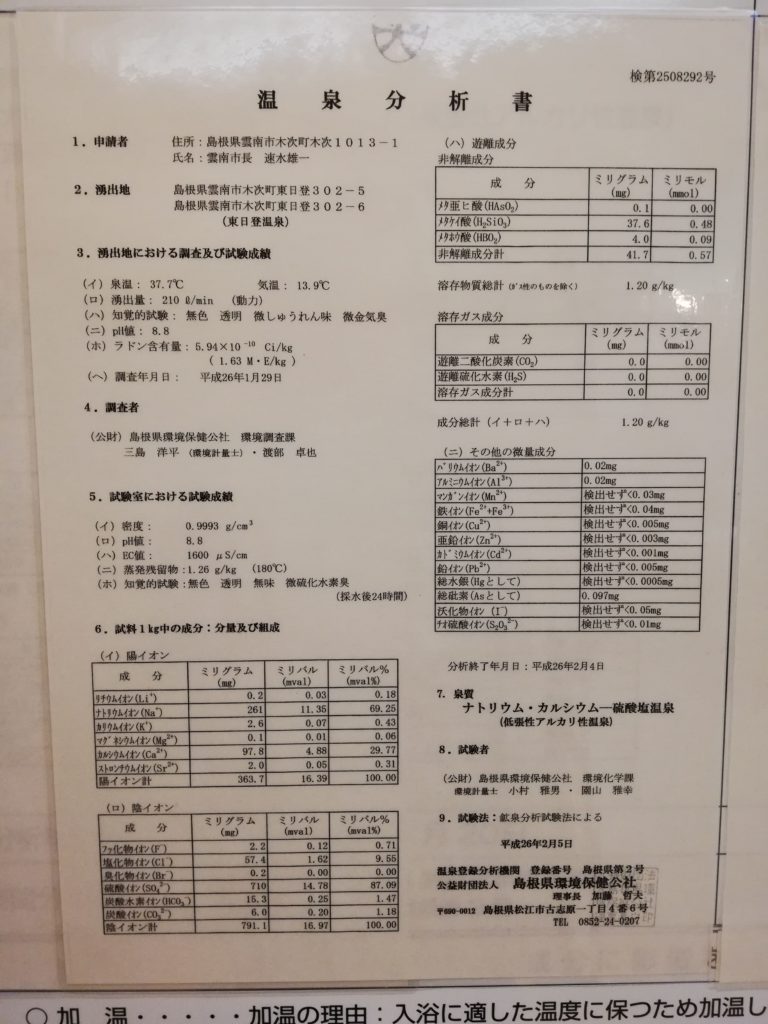 検第2508292号
温泉分析書
1. 申請者 住所：島根県雲南市木次町木次1013－1
氏名：雲南市長 速水雄一
2. 湧出地 島根県雲南市木次町東日登302－5
島根県雲南市木次町東日登302－6
（東日登温泉）
3. 湧出地における調査及び試験成績
（イ）泉温： 37.7℃ 気温： 13.9℃
（ロ）湧出量： 210 ℓ/min （動力）
（ハ）知覚的試験： 無色 透明 微しゅうれん味 微金気臭
（ニ）pH値： 8.8
（ホ）ラドン含有量：5.94×10⁻¹⁰ Ci/kg
（ 1.63 M・E/kg ）
（ヘ）調査年月日： 平成26年1月29日
4. 調査者
（公財）島根県環境保健公社 環境調査課
三島 洋平 （環境計量士）・渡部 卓也
5. 試験室における試験成績
（イ）密度： 0.9993 g/cm³
（ロ）pH値： 8.8
（ハ）EC値： 1600 μS/cm
（ニ）蒸発残留物：1.26 g/kg （180℃）
（ホ）知覚的試験：無色 透明 無味 微硫化水素臭
（採水後24時間）
6. 試料1kg中の成分：分量及び組成
（イ）陽イオン
成 分 ミリグラム(mg) ミリバル(mval) ミリバル%(mval%)
ﾘﾁｳﾑｲｵﾝ(Li⁺) 0.2 0.03 0.18
ﾅﾄﾘｳﾑｲｵﾝ(Na⁺) 261 11.35 69.25
ｶﾘｳﾑｲｵﾝ(K⁺) 2.6 0.07 0.43
ﾏｸﾞﾈｼｳﾑｲｵﾝ(Mg²⁺) 0.1 0.01 0.06
ｶﾙｼｳﾑｲｵﾝ(Ca²⁺) 97.8 4.88 29.77
ｽﾄﾛﾝﾁｳﾑｲｵﾝ(Sr²⁺) 2.0 0.05 0.31
陽イオン計 363.7 16.39 100.00
（ロ）陰イオン
成 分 ミリグラム(mg) ミリバル(mval) ミリバル%(mval%)
ﾌｯ化物ｲｵﾝ(F⁻) 2.2 0.12 0.71
塩化物ｲｵﾝ(Cl⁻) 57.4 1.62 9.55
臭化物ｲｵﾝ(Br⁻) 0.2 0.00 0.00
硫酸ｲｵﾝ(SO₄²⁻) 710 14.78 87.09
炭酸水素ｲｵﾝ(HCO₃⁻) 15.3 0.25 1.47
炭酸ｲｵﾝ(CO₃²⁻) 6.0 0.20 1.18
陰イオン計 791.1 16.97 100.00
（ハ）遊離成分
非解離成分
成 分 ミリグラム(mg) ミリモル(mmol)
ﾒﾀ亜ﾋ酸(HAsO₂) 0.1 0.00
ﾒﾀｹｲ酸(H₂SiO₃) 37.6 0.48
ﾒﾀﾎｳ酸(HBO₂) 4.0 0.09
非解離成分計 41.7 0.57
溶存物質総計（ｶﾞｽ性のものを除く） 1.20 g/kg
溶存ガス成分
成 分 ミリグラム(mg) ミリモル(mmol)
遊離二酸化炭素(CO₂) 0.0 0.00
遊離硫化水素(H₂S) 0.0 0.00
溶存ガス成分計 0.0 0.00
成分総計（イ＋ロ＋ハ） 1.20 g/kg
（ニ）その他の微量成分
ﾊﾞﾘｳﾑｲｵﾝ(Ba²⁺) 0.02mg
ｱﾙﾐﾆｳﾑｲｵﾝ(Al³⁺) 0.02mg
ﾏﾝｶﾞﾝｲｵﾝ(Mn²⁺) 検出せず<0.03mg
鉄ｲｵﾝ(Fe²⁺+Fe³⁺) 検出せず<0.04mg
銅ｲｵﾝ(Cu²⁺) 検出せず<0.005mg
亜鉛ｲｵﾝ(Zn²⁺) 検出せず<0.003mg
ｶﾄﾞﾐｳﾑｲｵﾝ(Cd²⁺) 検出せず<0.001mg
鉛ｲｵﾝ(Pb²⁺) 検出せず<0.005mg
総水銀(Hgとして) 検出せず<0.0005mg
総砒素(Asとして) 0.097mg
沃化物ｲｵﾝ (I⁻) 検出せず<0.05mg
ﾁｵ硫酸ｲｵﾝ(S₂O₃²⁻) 検出せず<0.01mg
分析終了年月日：平成26年2月4日
7. 泉質
ナトリウム・カルシウム―硫酸塩温泉
（低張性アルカリ性温泉）
8. 試験者
（公財）島根県環境保健公社 環境化学課
環境計量士 小村 雅男 ・ 園山 雅幸
9. 試験法：鉱泉分析試験法による
平成26年2月5日
温泉登録分析機関 登録番号 島根県第2号
公益財団法人 島根県環境保健公社
理事長 加藤 哲夫
〒690-0012 島根県松江市古志原一丁目4番6号
TEL 0852-24-0207
○ 加 温・・・・・加温の理由：入浴に適した温度に保つため加温し